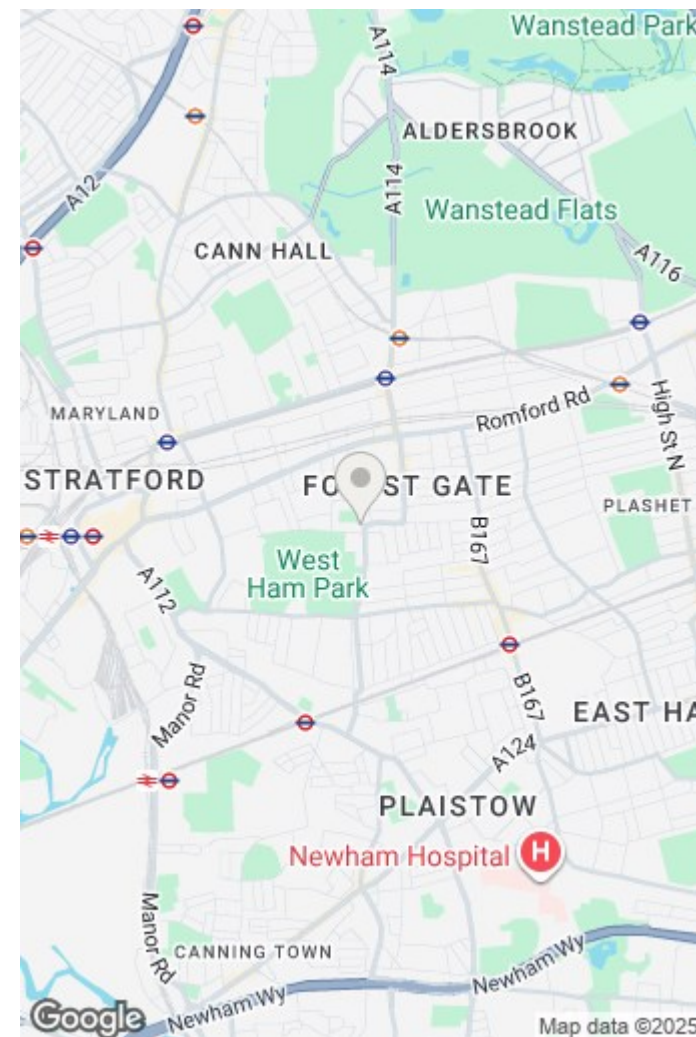 Wanstead Park
A114
ALDERSBROOK
A12
A114
Wanstead Flats
CANN HALL
A116
MARYLAND
Romford Rd
High St N
STRATFORD
FO ST GATE
PLASHET
B167
West
Ham Park
A112
Manor Rd
B167
EAST HA
A124
PLAISTOW
Newham Hospital
H
Manor Rd
CANNING TOWN
Newham Wy
Newham Wy
Google
Map data ©2025